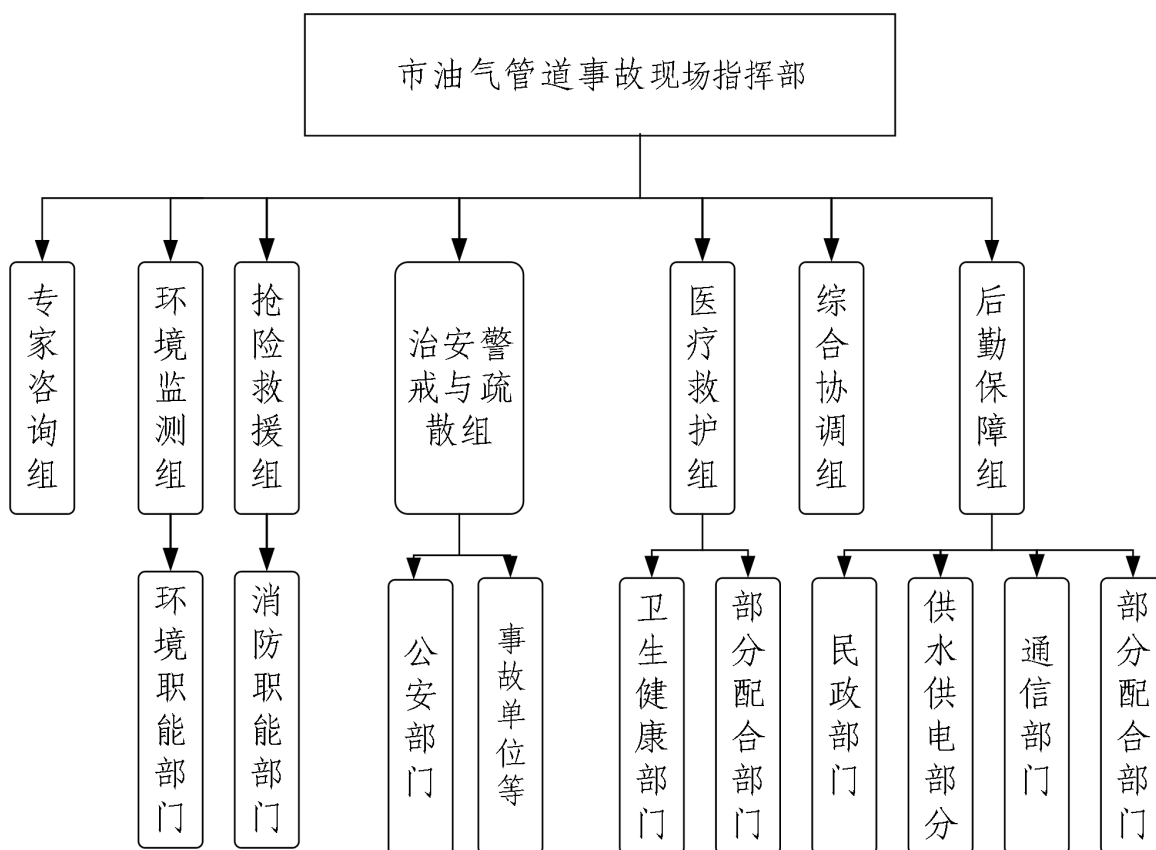 市油气管道事故现场指挥部
专家咨询组
环境监测组
抢险救援组
治安警
戒与疏
散组
医疗救护组
综合协调组
后勤保障组
环境职能部门
消防职能部门
公安部门
事故单位等
卫生健康部门
部分配合部门
民政部门
供水供电部分
通信部门
部分配合部门